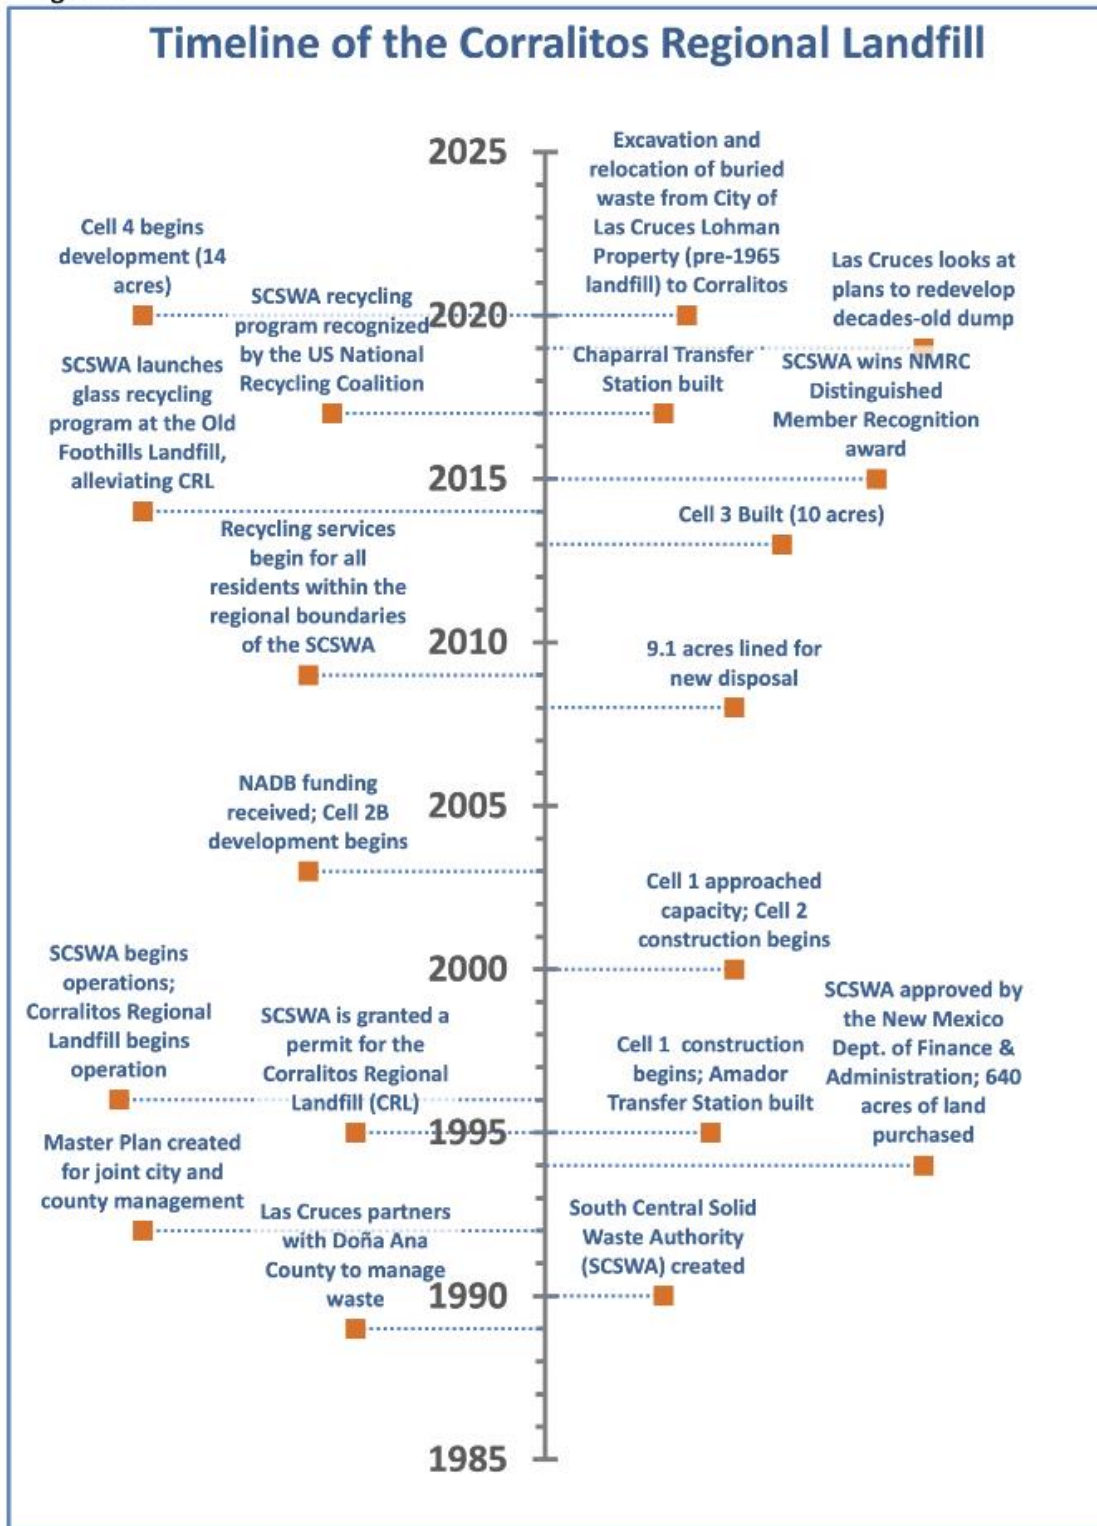 Timeline of the Corralitos Regional Landfill
2025
Excavation and
relocation of buried
waste from City of
Las Cruces Lohman
Property (pre-1965
landfill) to Corralitos
Cell 4 begins
development (14
acres)
Las Cruces looks at
plans to redevelop
decades-old dump
2020
SCSWA recycling
program recognized
by the US National
Recycling Coalition
Chaparral Transfer
Station built
SCSWA wins NMRC
Distinguished
Member Recognition
award
SCSWA launches
glass recycling
program at the Old
Foothills Landfill,
alleviating CRL
2015
Cell 3 Built (10 acres)
Recycling services
begin for all
residents within the
regional boundaries
of the SCSWA
2010
9.1 acres lined for
new disposal
NADB funding
received; Cell 2B
development begins
2005
Cell 1 approached
capacity; Cell 2
construction begins
2000
SCSWA begins
operations;
Corralitos Regional
Landfill begins
operation
SCSWA is granted a
permit for the
Corralitos Regional
Landfill (CRL)
Cell 1 construction
begins; Amador
Transfer Station built
SCSWA approved by
the New Mexico
Dept. of Finance &
Administration; 640
acres of land
purchased
1995
Master Plan created
for joint city and
county management
Las Cruces partners
with Doña Ana
County to manage
waste
South Central Solid
Waste Authority
(SCSWA) created
1990
1985